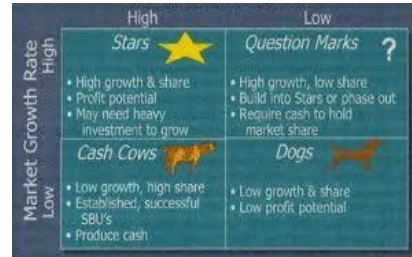 High
Low
Market Growth Rate
High
Low
Stars
• High growth & share
• Profit potential
• May need heavy
investment to grow
Question Marks
?
• High growth, low share
• Build into Stars or phase out
• Require cash to hold
market share
Cash Cows
• Low growth, high share
• Established, successful
SBU's
• Produce cash
Dogs
• Low growth & share
• Low profit potential